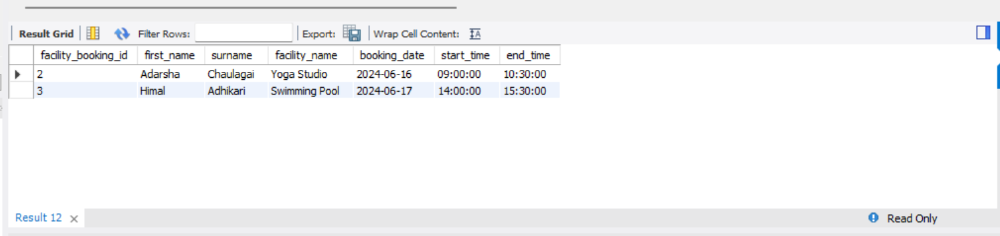 Result Grid Filter Rows: Export: Wrap Cell Content: IA
facility_booking_id first_name surname facility_name booking_date start_time end_time
2 Adarsha Chaulagai Yoga Studio 2024-06-16 09:00:00 10:30:00
3 Himal Adhikari Swimming Pool 2024-06-17 14:00:00 15:30:00
Result 12 × Read Only